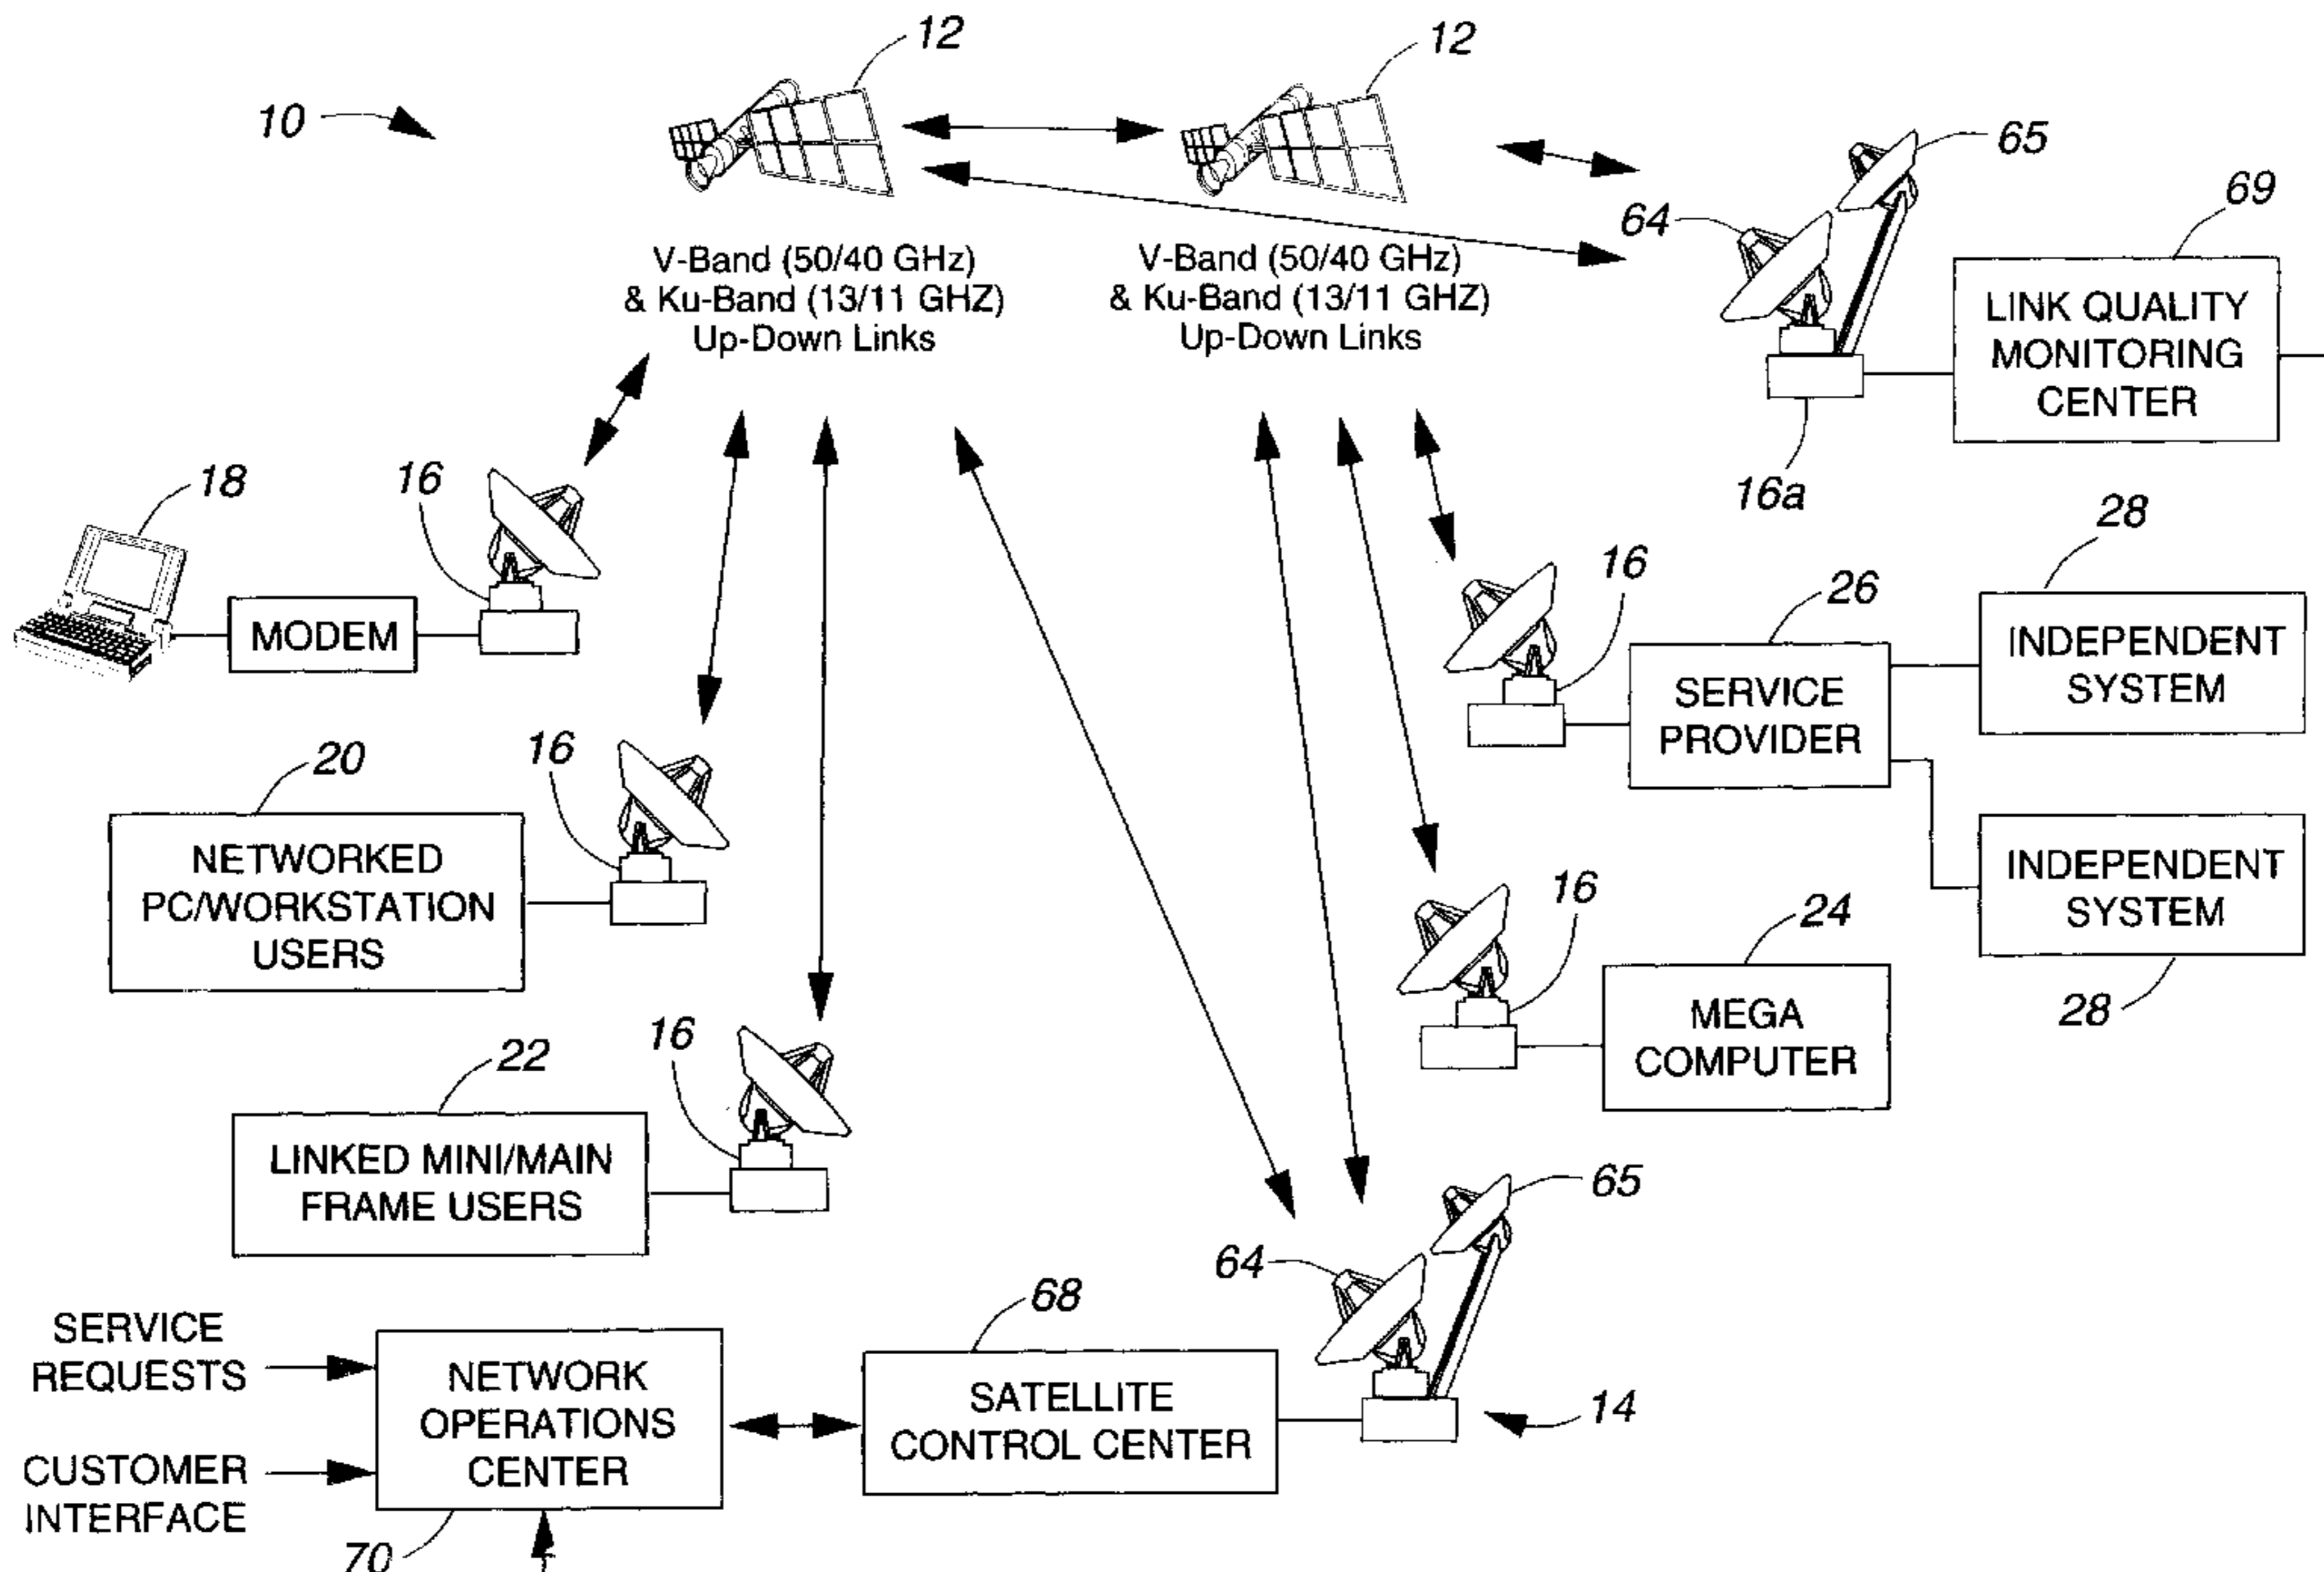 12
12
10
65
64
69
V-Band (50/40 GHz)
& Ku-Band (13/11 GHZ)
Up-Down Links
V-Band (50/40 GHz)
& Ku-Band (13/11 GHZ)
Up-Down Links
LINK QUALITY
MONITORING
CENTER
16a
18
16
MODEM
16
26
28
SERVICE
PROVIDER
INDEPENDENT
SYSTEM
20
16
NETWORKED
PC/WORKSTATION
USERS
INDEPENDENT
SYSTEM
28
16
24
MEGA
COMPUTER
22
16
LINKED MINI/MAIN
FRAME USERS
65
64
68
14
SERVICE
REQUESTS
CUSTOMER
INTERFACE
NETWORK
OPERATIONS
CENTER
SATELLITE
CONTROL CENTER
70